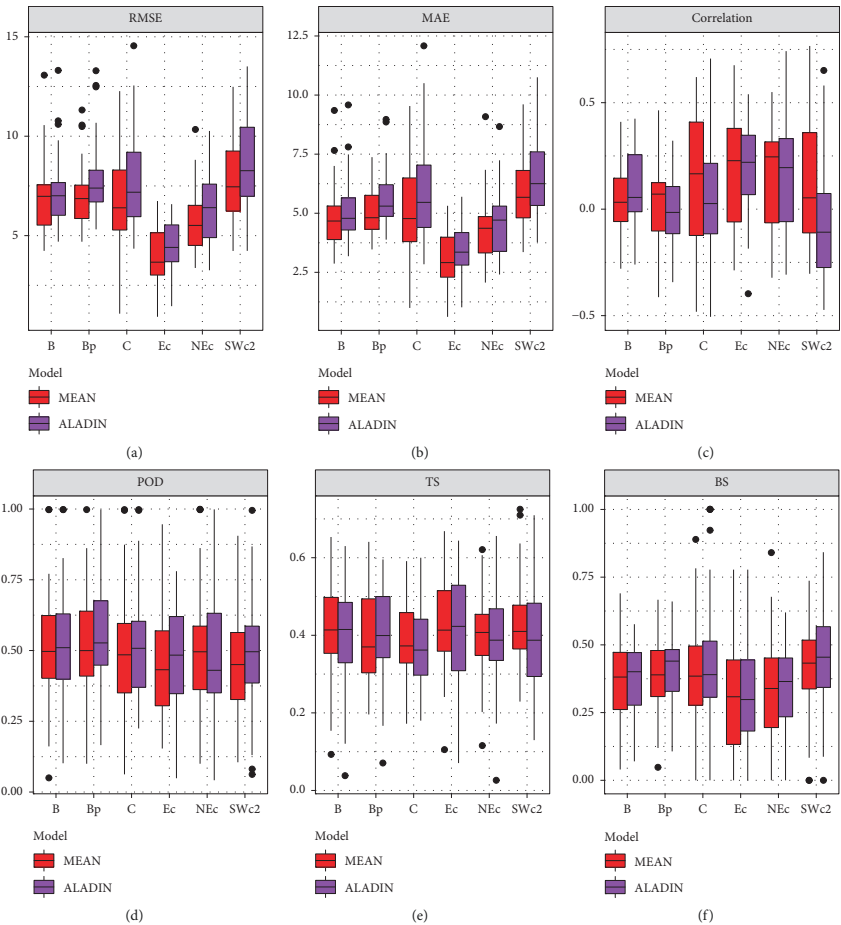 RMSE
15
10
5
B Bp C Ec NEc SWc2
Model
MEAN
ALADIN
(a)
MAE
12.5
10.0
7.5
5.0
2.5
B Bp C Ec NEc SWc2
Model
MEAN
ALADIN
(b)
Correlation
0.5
0.0
−0.5
B Bp C Ec NEc SWc2
Model
MEAN
ALADIN
(c)
POD
1.00
0.75
0.50
0.25
0.00
B Bp C Ec NEc SWc2
Model
MEAN
ALADIN
(d)
TS
0.6
0.4
0.2
0.0
B Bp C Ec NEc SWc2
Model
MEAN
ALADIN
(e)
BS
1.00
0.75
0.50
0.25
0.00
B Bp C Ec NEc SWc2
Model
MEAN
ALADIN
(f)